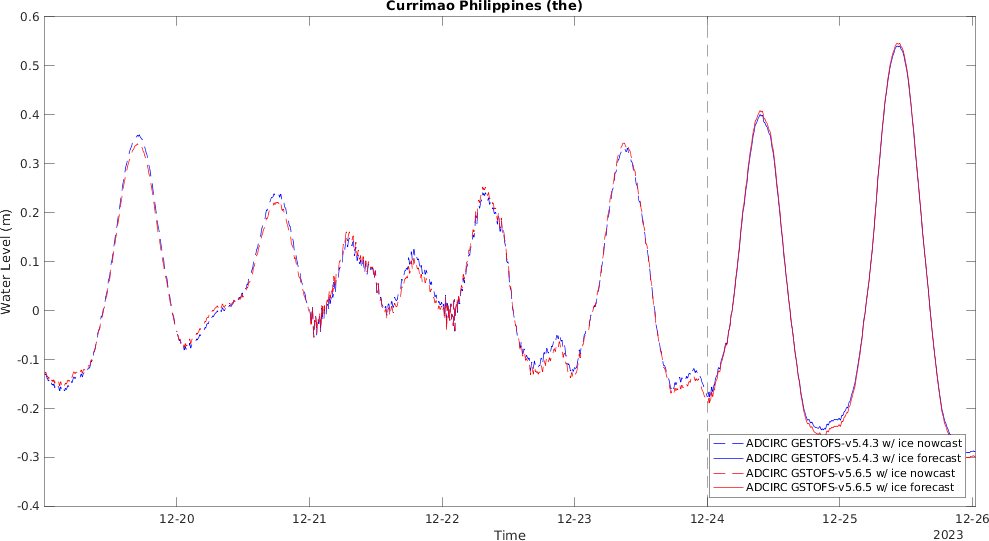 Currimao Philippines (the)
0.6
0.5
0.4
0.3
0.2
0.1
0
-0.1
-0.2
-0.3
-0.4
Water Level (m)
ADCIRC GESTOFS-v5.4.3 w/ ice nowcast
ADCIRC GESTOFS-v5.4.3 w/ ice forecast
ADCIRC GSTOFS-v5.6.5 w/ ice nowcast
ADCIRC GSTOFS-v5.6.5 w/ ice forecast
12-20 12-21 12-22 12-23 12-24 12-25 12-26
Time
2023